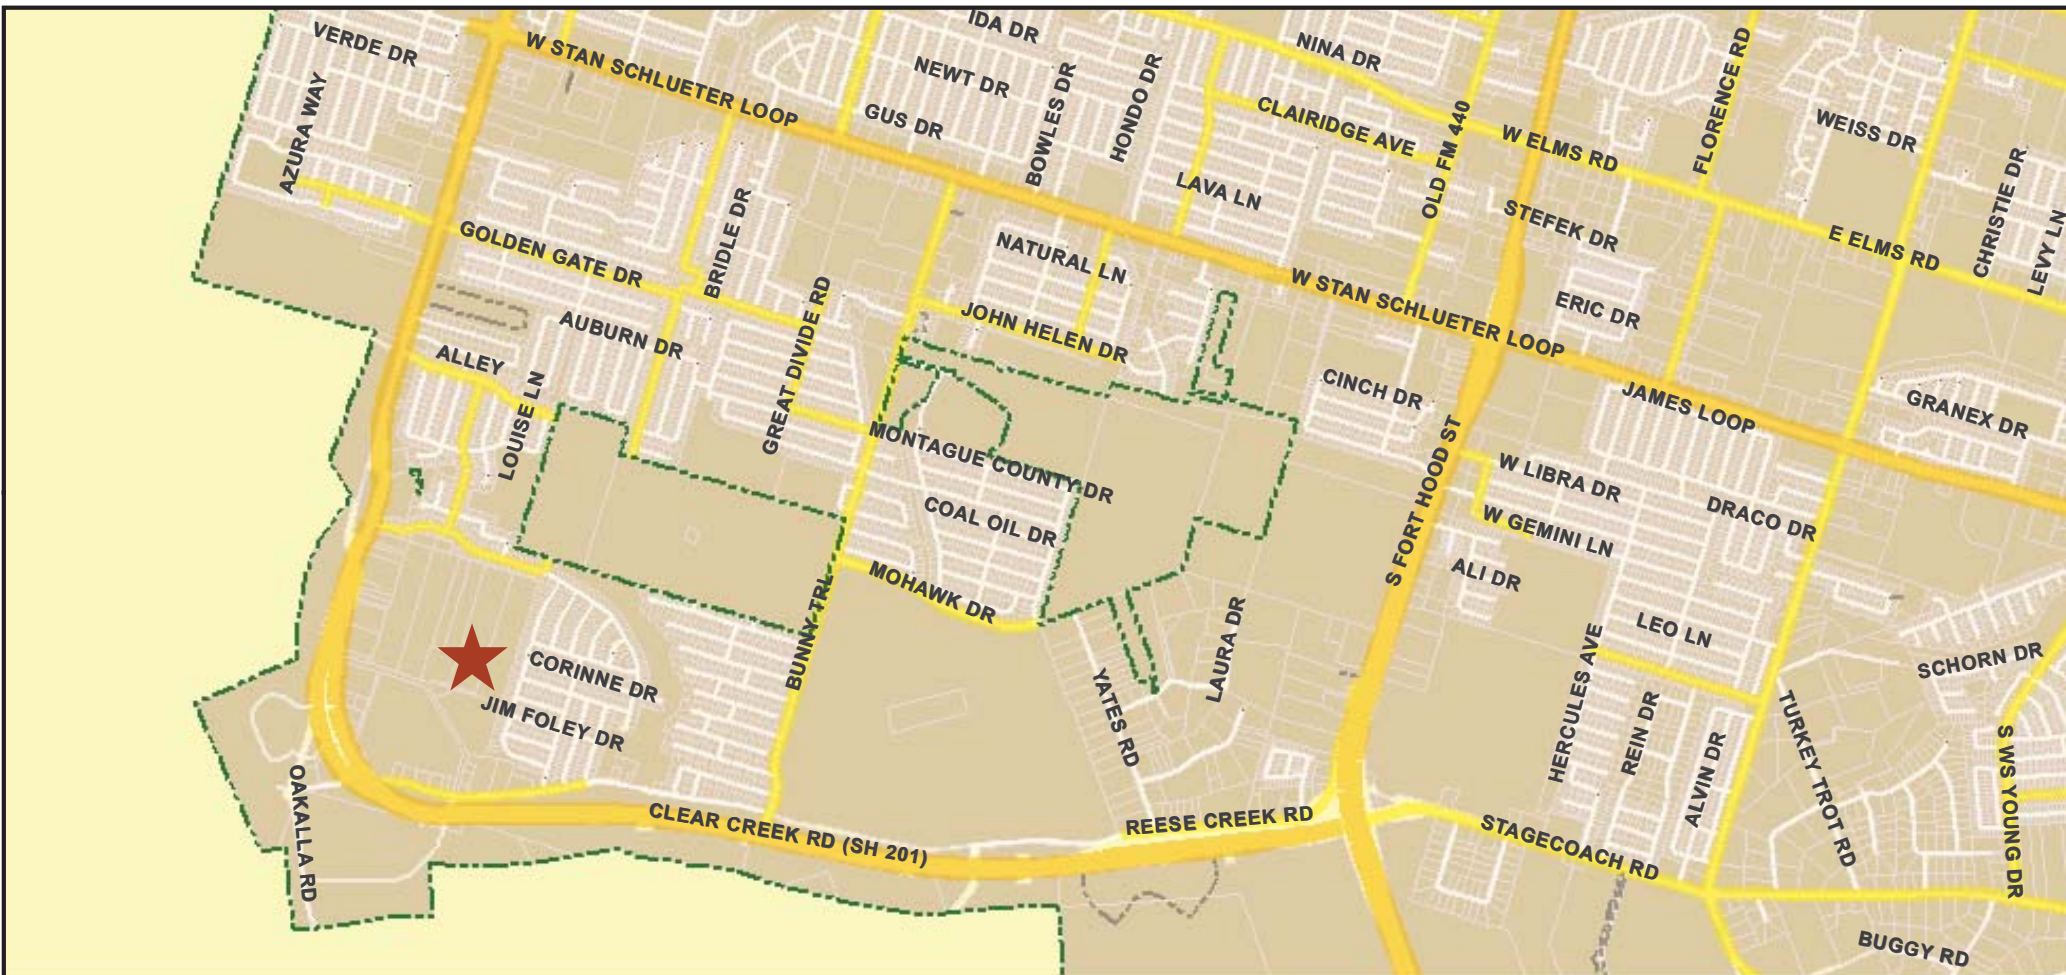 VERDE DR
AZURA WAY
W STAN SCHLUETER LOOP
IDA DR
NEWT DR
GUS DR
BOWLES DR
HONDO DR
NINA DR
CLAIRIDGE AVE
OLD FM 440
LAVA LN
W ELMS RD
FLORENCE RD
WEISS DR
STEFEK DR
E ELMS RD
CHRISTIE DR
LEVY LN
GOLDEN GATE DR
BRIDLE DR
NATURAL LN
W STAN SCHLUETER LOOP
ERIC DR
AUBURN DR
GREAT DIVIDE RD
JOHN HELEN DR
ALLEY
LOUISE LN
CINCH DR
JAMES LOOP
GRANEX DR
MONTAGUE COUNTY DR
S FORT HOOD ST
W LIBRA DR
COAL OIL DR
W GEMINI LN
DRACO DR
MOHAWK DR
ALI DR
BUNNY TRL
LAURA DR
LEO LN
CORINNE DR
YATES RD
HERCULES AVE
SCHORN DR
JIM FOLEY DR
REIN DR
TURKEY TROT RD
ALVIN DR
S WS YOUNG DR
OAKALLA RD
CLEAR CREEK RD (SH 201)
REESE CREEK RD
STAGECOACH RD
BUGGY RD